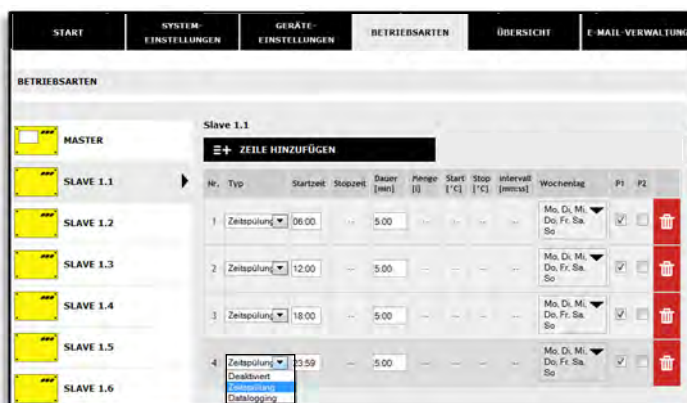 START
SYSTEM-
EINSTELLUNGEN
GERÄTE-
EINSTELLUNGEN
BETRIEBSARTEN
ÜBERSICHT
E-MAIL-VERWALTUNG
BETRIEBSARTEN
MASTER
SLAVE 1.1
SLAVE 1.2
SLAVE 1.3
SLAVE 1.4
SLAVE 1.5
SLAVE 1.6
Slave 1.1
ZEILE HINZUFÜGEN
Nr. Typ Startzeit Stopzeit Dauer [min] Menge [l] Start [°C] Stop [°C] Intervall [mm:ss] Wochentag P1 P2
1 Zeitspülung 06:00 --- 5:00 --- --- --- --- Mo, Di, Mi,
Do, Fr, Sa,
So
2 Zeitspülung 12:00 --- 5:00 --- --- --- --- Mo, Di, Mi,
Do, Fr, Sa,
So
3 Zeitspülung 18:00 --- 5:00 --- --- --- --- Mo, Di, Mi,
Do, Fr, Sa,
So
4 Zeitspülung 23:59 --- 5:00 --- --- --- --- Mo, Di, Mi,
Do, Fr, Sa,
So
Deaktiviert
Zeitspülung
Datalogging